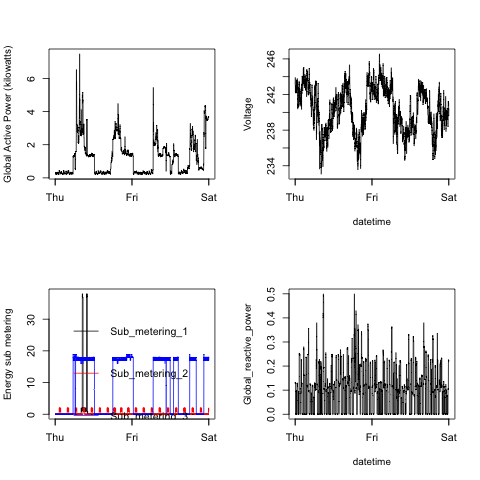 Global Active Power (kilowatts)
0 2 4 6
Thu Fri Sat
Voltage
234 238 242 246
Thu Fri Sat
datetime
Energy sub metering
0 10 20 30
Sub_metering_1
Sub_metering_2
Sub_metering_3
Thu Fri Sat
Global_reactive_power
0.0 0.1 0.2 0.3 0.4 0.5
Thu Fri Sat
datetime